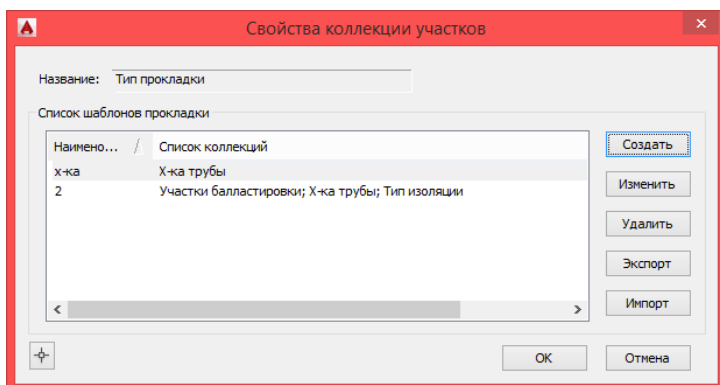 Свойства коллекции участков
Название: Тип прокладки
Список шаблонов прокладки
Наимено... Список коллекций
х-ка Х-ка трубы
2 Участки балластировки; Х-ка трубы; Тип изоляции
Создать
Изменить
Удалить
Экспорт
Импорт
OK Отмена